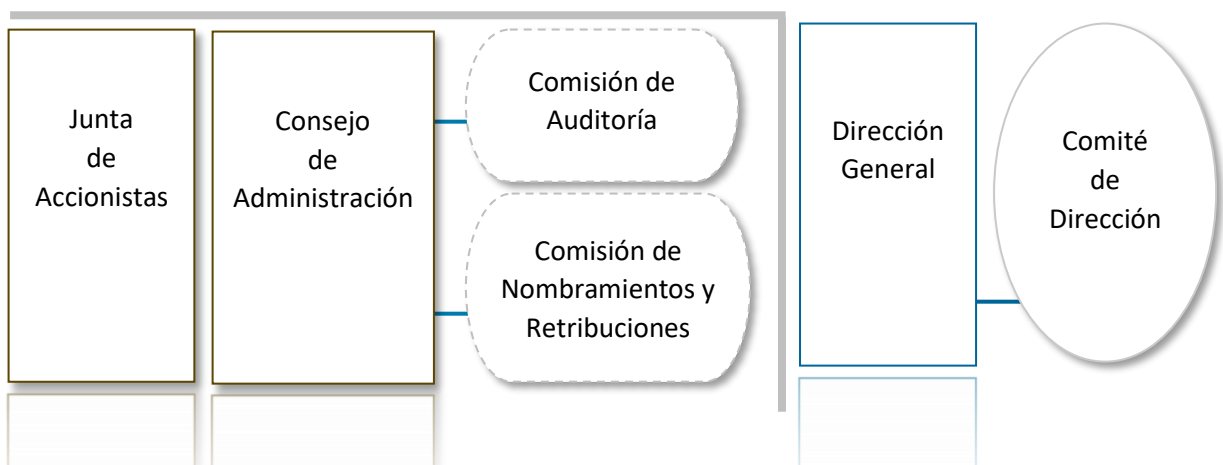 Junta
de
Accionistas
Consejo
de
Administración
Comisión de
Auditoría
Comisión de
Nombramientos y
Retribuciones
Dirección
General
Comité
de
Dirección